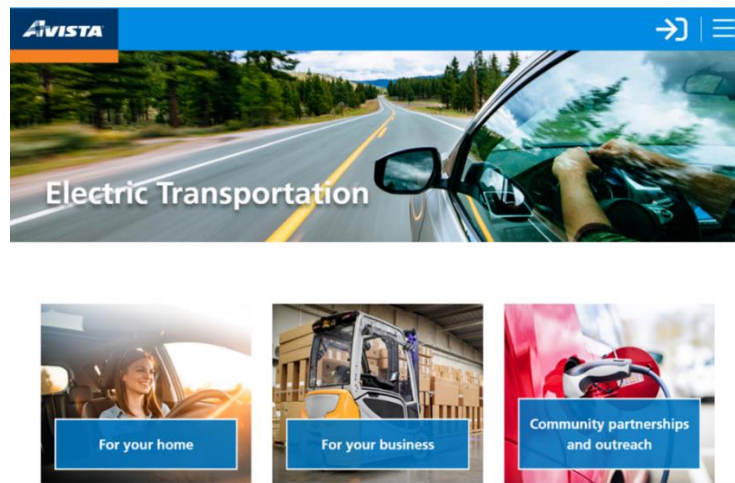 AVISTA
Electric Transportation
For your home
For your business
Community partnerships
and outreach